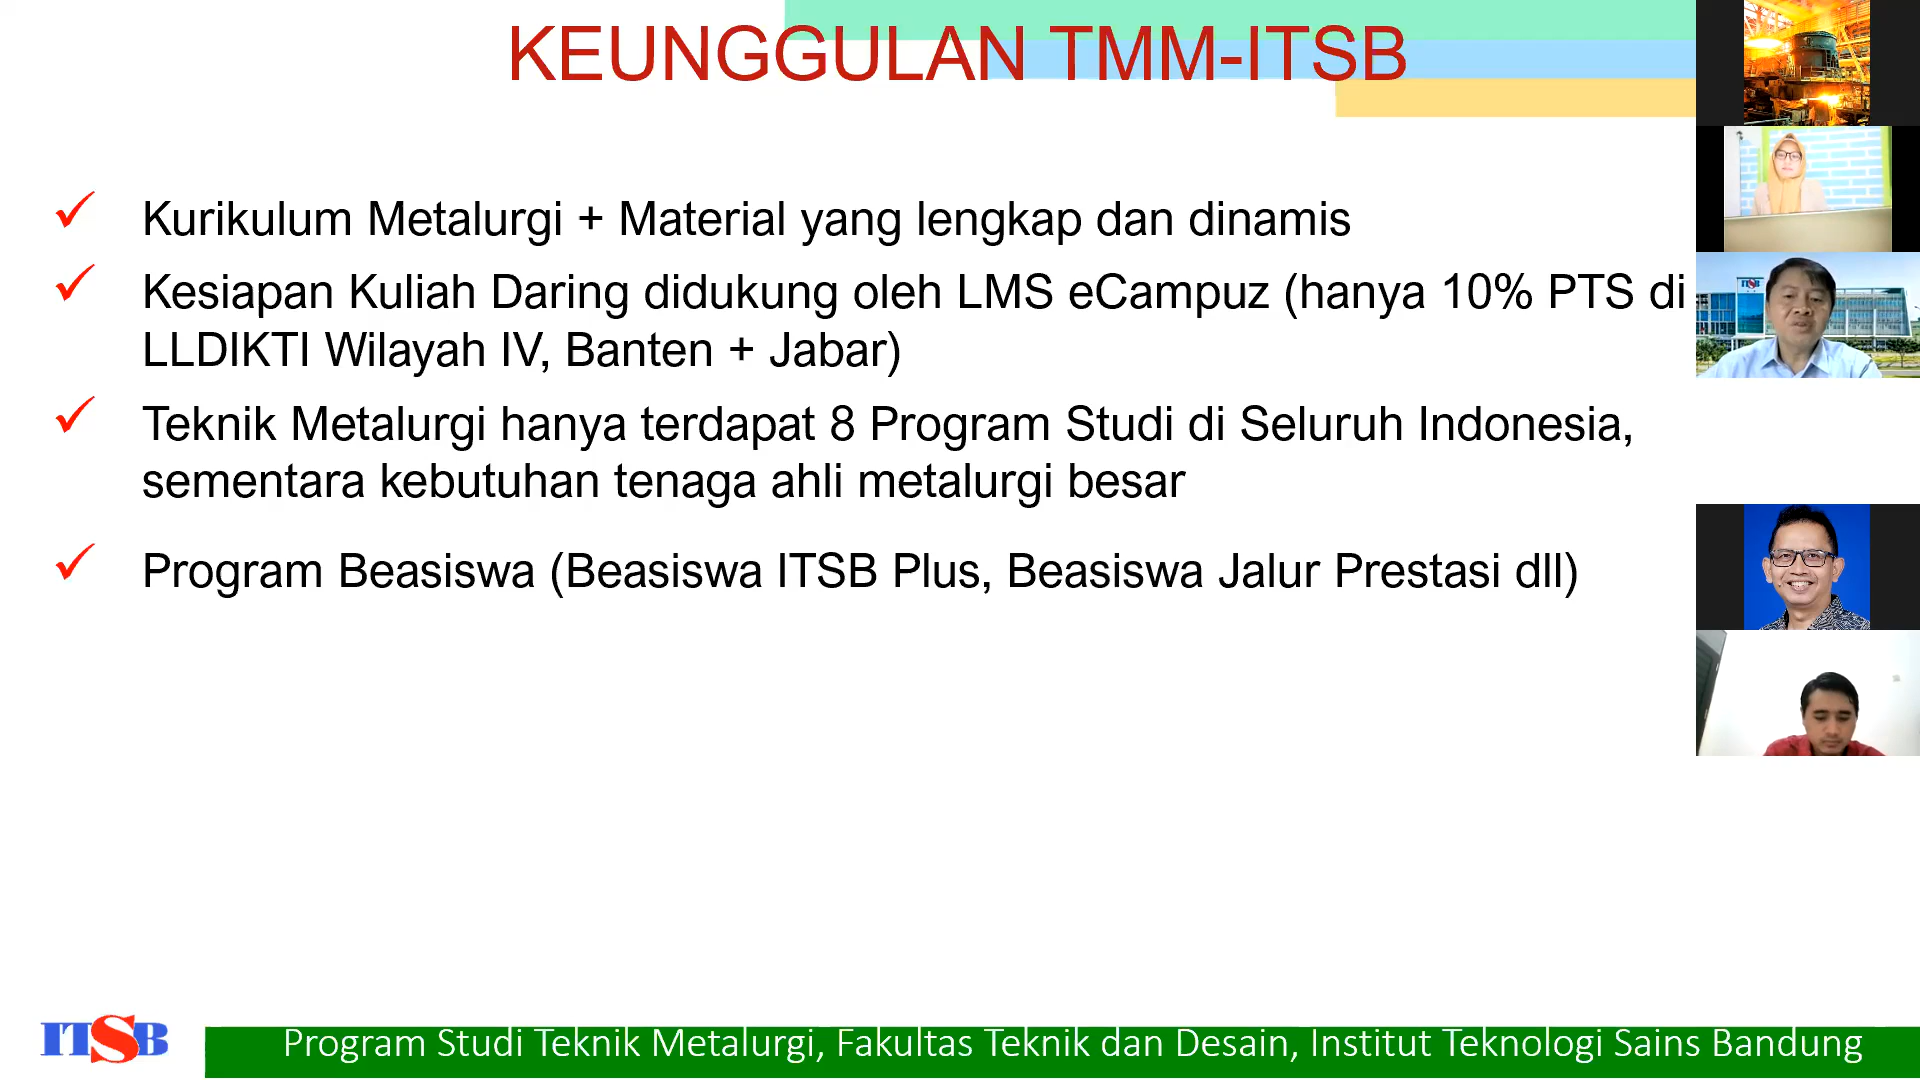 KEUNGGULAN TMM-ITSB
Kurikulum Metalurgi + Material yang lengkap dan dinamis
Kesiapan Kuliah Daring didukung oleh LMS eCampuz (hanya 10% PTS di
LLDIKTI Wilayah IV, Banten + Jabar)
Teknik Metalurgi hanya terdapat 8 Program Studi di Seluruh Indonesia,
sementara kebutuhan tenaga ahli metalurgi besar
Program Beasiswa (Beasiswa ITSB Plus, Beasiswa Jalur Prestasi dll)
ITSB
ITSB Program Studi Teknik Metalurgi, Fakultas Teknik dan Desain, Institut Teknologi Sains Bandung